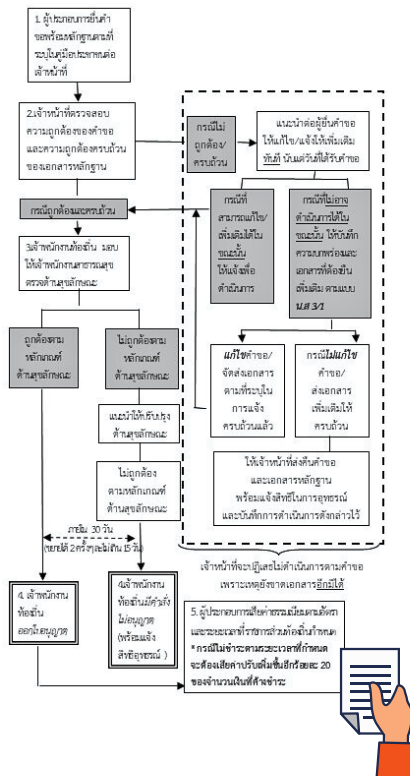 1. ผู้ประกอบการยื่นคำ
ขอพร้อมหลักฐานตามที่
ระบุในคู่มือประชาชนต่อ
เจ้าหน้าที่
2.เจ้าหน้าที่ตรวจสอบ
ความถูกต้องของคำขอ
และความถูกต้องครบถ้วน
ของเอกสารหลักฐาน
กรณีไม่
ถูกต้อง/
ครบถ้วน
แนะนำต่อผู้ยื่นคำขอ
ให้แก้ไข/แจ้งให้เพิ่มเติม
ทันที นับแต่วันที่ได้รับคำขอ
กรณีถูกต้องและครบถ้วน
กรณีที่
สามารถแก้ไข/
เพิ่มเติมได้ใน
ขณะนั้น
ให้แจ้งเพื่อ
ดำเนินการ
กรณีที่ไม่อาจ
ดำเนินการได้ใน
ขณะนั้น ให้บันทึก
ความบกพร่องและ
เอกสารที่ต้องยื่น
เพิ่มเติม ตามแบบ
น.ส 3/1
3.เจ้าพนักงานท้องถิ่น มอบ
ให้เจ้าพนักงานสาธารณสุข
ตรวจด้านสุขลักษณะ
ถูกต้องตาม
หลักเกณฑ์
ด้านสุขลักษณะ
ไม่ถูกต้องตาม
หลักเกณฑ์
ด้านสุขลักษณะ
แก้ไขคำขอ/
จัดส่งเอกสาร
ตามที่ระบุใน
การแจ้ง
ครบถ้วนแล้ว
กรณีไม่แก้ไข
คำขอ/
ส่งเอกสาร
เพิ่มเติมให้
ครบถ้วน
แนะนำให้ปรับปรุง
ด้านสุขลักษณะ
ไม่ถูกต้อง
ตามหลักเกณฑ์
ด้านสุขลักษณะ
ให้เจ้าหน้าที่ส่งคืนคำขอ
และเอกสารหลักฐาน
พร้อมแจ้งสิทธิในการอุทธรณ์
และบันทึกการดำเนินการดังกล่าวไว้
ภายใน 30 วัน
(ขยายได้ 2 ครั้งๆละไม่เกิน 15 วัน)
เจ้าหน้าที่จะปฏิเสธไม่ดำเนินการตามคำขอ
เพราะเหตุยังขาดเอกสารอีกมิได้
4. เจ้าพนักงาน
ท้องถิ่น
ออกใบอนุญาต
4.เจ้าพนักงาน
ท้องถิ่นมีคำสั่ง
ไม่อนุญาต
(พร้อมแจ้ง
สิทธิอุทธรณ์ )
5. ผู้ประกอบการเสียค่าธรรมเนียมตามอัตรา
และระยะเวลาที่ราชการส่วนท้องถิ่นกำหนด
* กรณีไม่ชำระตามระยะเวลาที่กำหนด
จะต้องเสียค่าปรับเพิ่มขึ้นอีกร้อยละ 20
ของจำนวนเงินที่ค้างชำระ